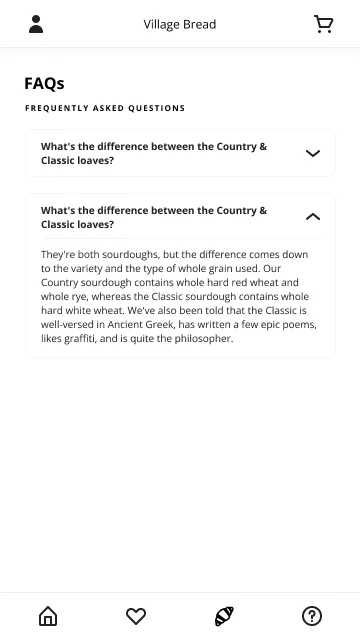 Village Bread
FAQs
FREQUENTLY ASKED QUESTIONS
What's the difference between the Country &
Classic loaves?
What's the difference between the Country &
Classic loaves?
They're both sourdoughs, but the difference comes down
to the variety and the type of whole grain used. Our
Country sourdough contains whole hard red wheat and
whole rye, whereas the Classic sourdough contains whole
hard white wheat. We've also been told that the Classic is
well-versed in Ancient Greek, has written a few epic poems,
likes graffiti, and is quite the philosopher.